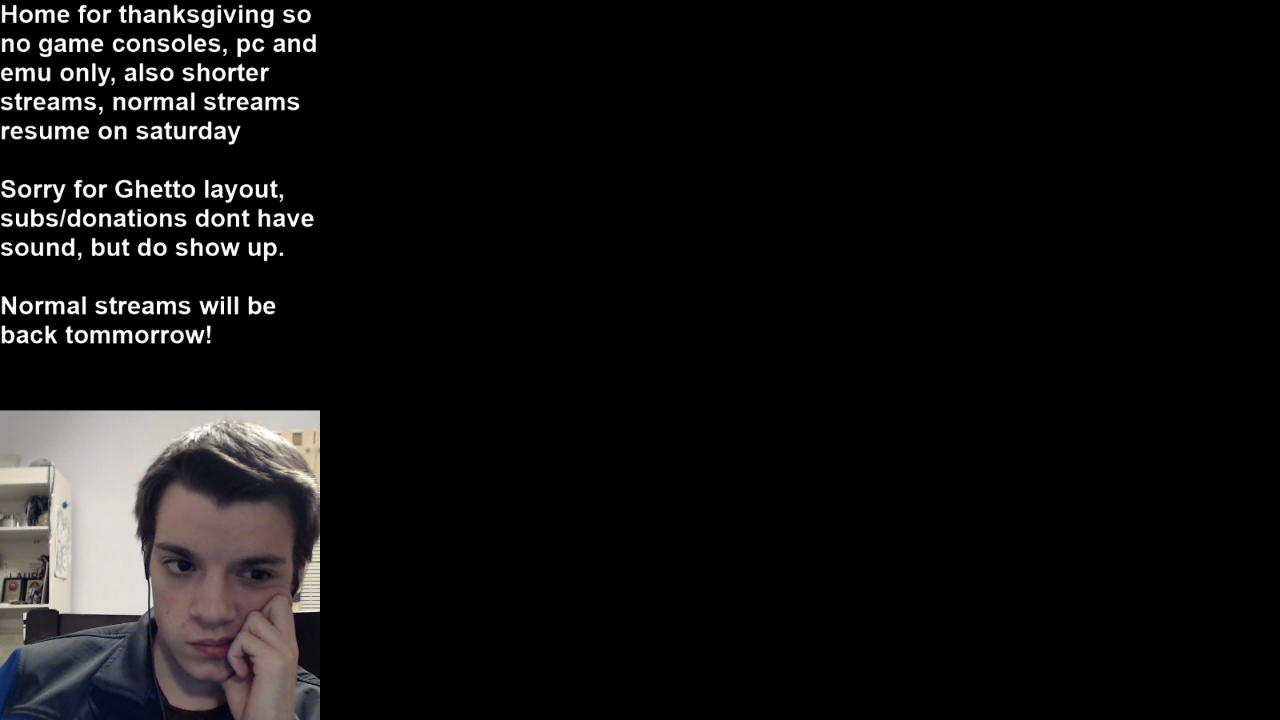 Home for thanksgiving so
no game consoles, pc and
emu only, also shorter
streams, normal streams
resume on saturday
Sorry for Ghetto layout,
subs/donations dont have
sound, but do show up.
Normal streams will be
back tommorrow!